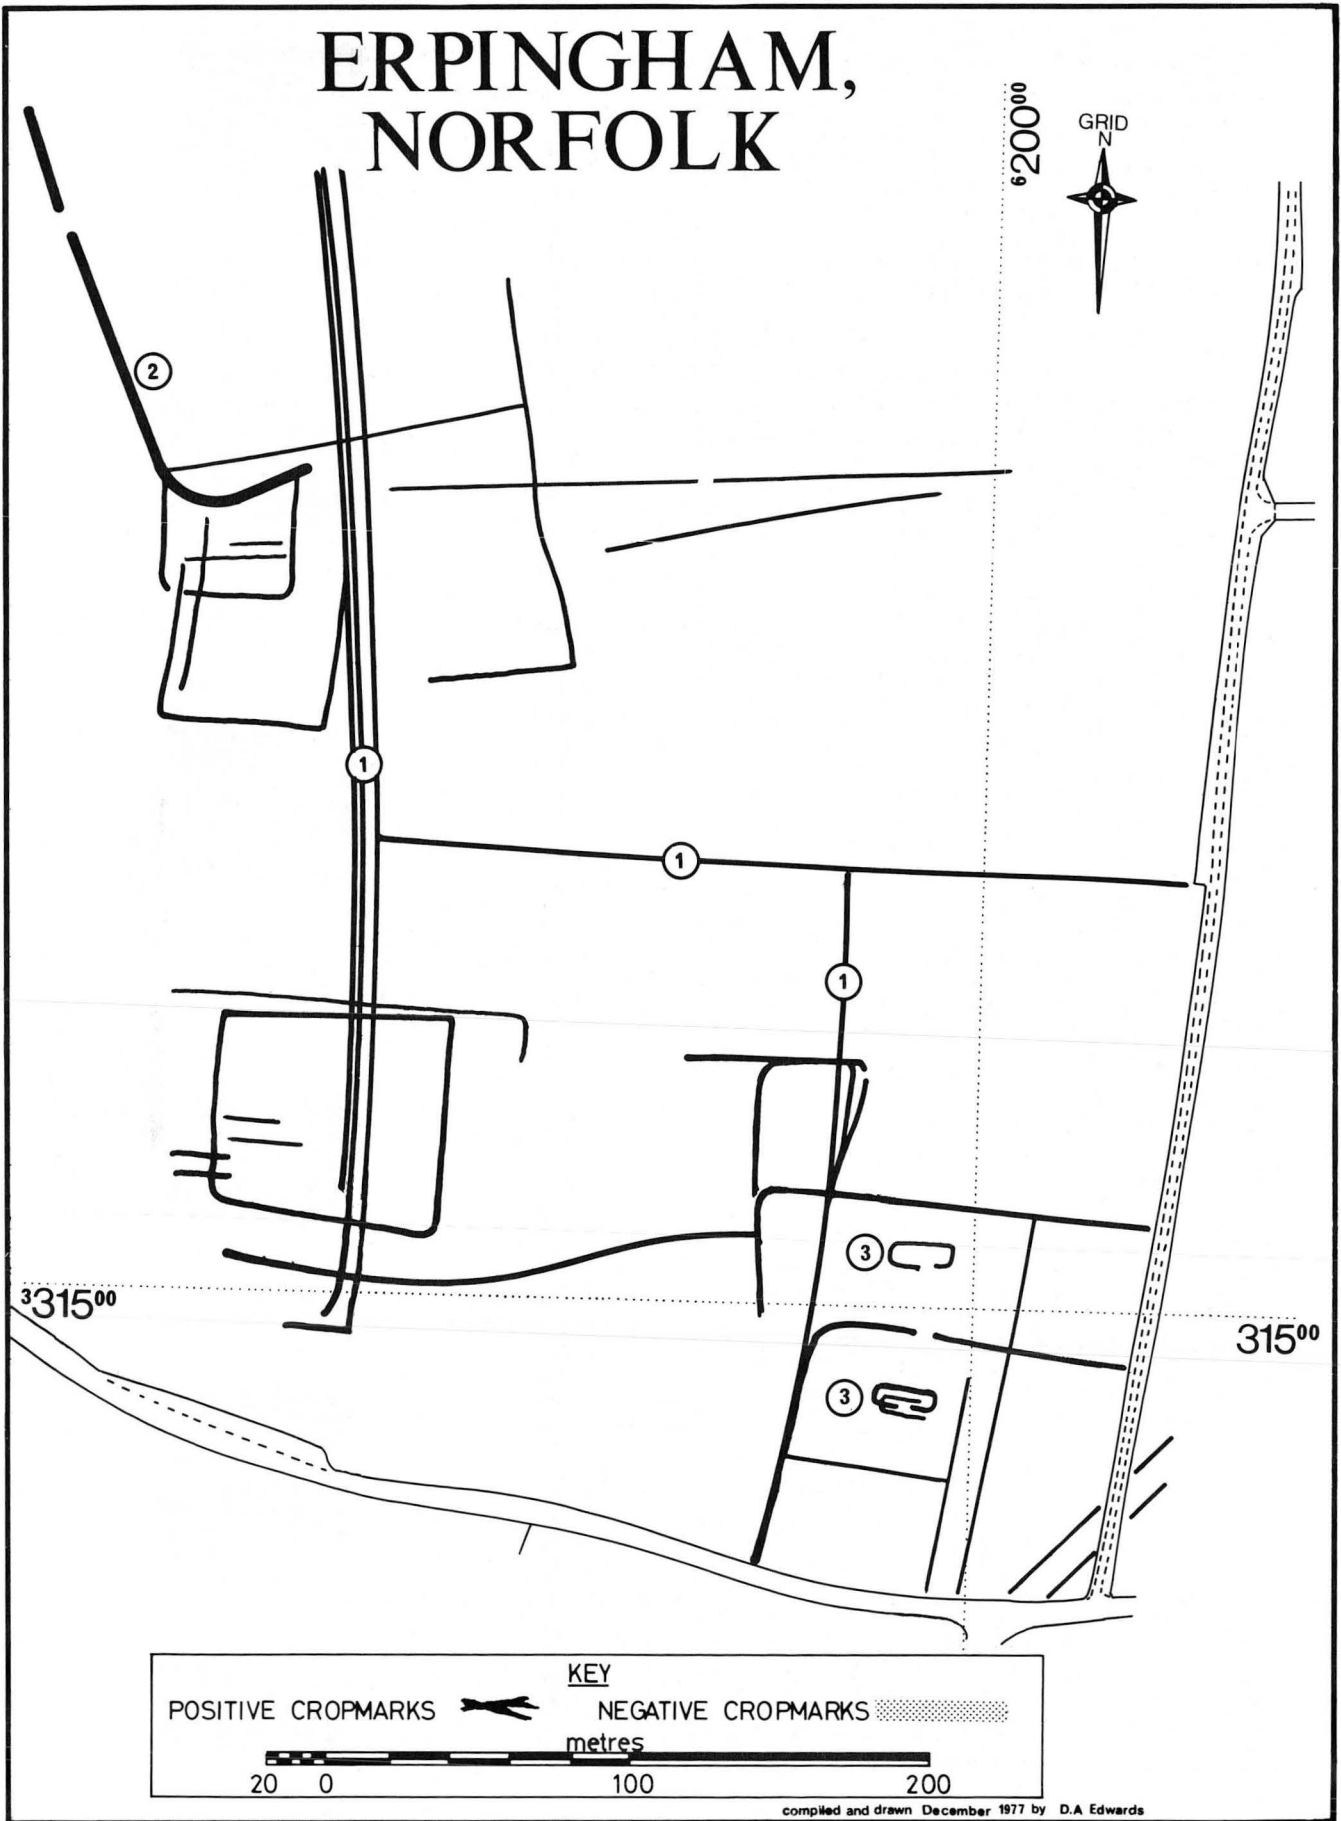 ERPINGHAM,
NORFOLK
⁶200⁰⁰
GRID
N
2
1
1
1
3
³315⁰⁰
315⁰⁰
3
KEY
POSITIVE CROPMARKS NEGATIVE CROPMARKS
metres
20 0 100 200
compiled and drawn December 1977 by D.A Edwards